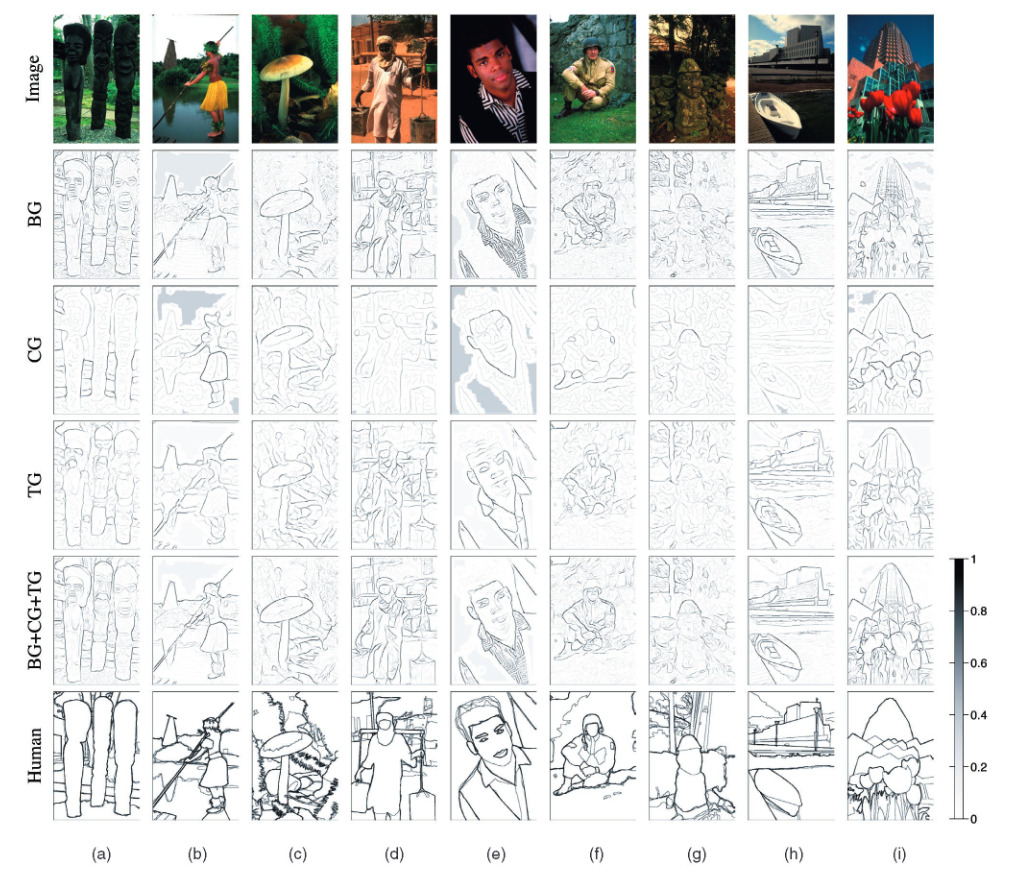 Image
BG
CG
TG
BG+CG+TG
Human
1
0.8
0.6
0.4
0.2
0
(a) (b) (c) (d) (e) (f) (g) (h) (i)